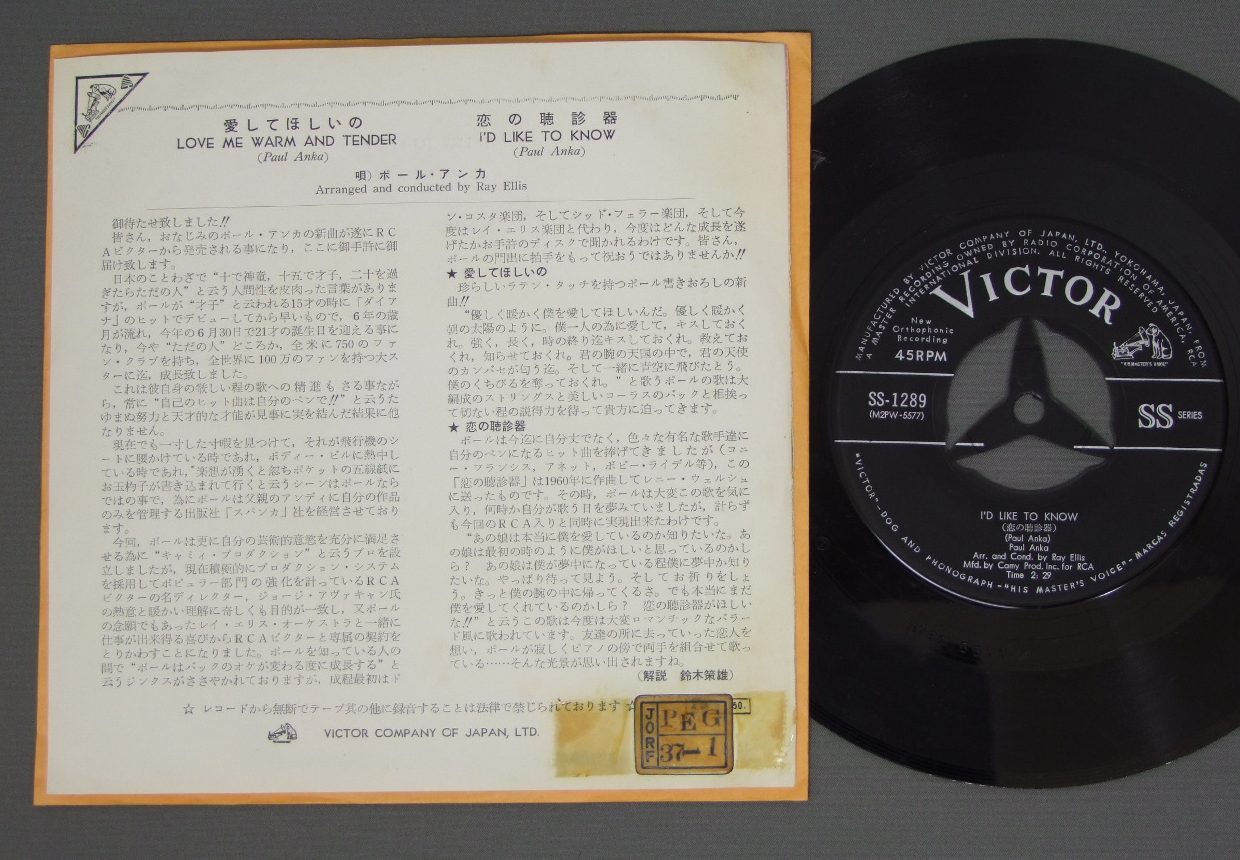 愛してほしいの
LOVE ME WARM AND TENDER
(Paul Anka)
恋の聴診器
I'D LIKE TO KNOW
(Paul Anka)
唄）ポール・アンカ
Arranged and conducted by Ray Ellis
御待たせ致しました!!
皆さん，おなじみのポール・アンカの新曲が遂にＲＣ
Ａビクターから発売される事になり，ここに御手許に御
届け致します。
日本のことわざで“十で神竜，十五で才子，二十を過
ぎたらただの人”と云う人間性を皮肉った言葉がありま
すが，ポールが“才子”と云われる15才の時に「ダイア
ナ」のヒットでデビューしてから早いもので，６年の歳
月が流れ，今年の６月30日で21才の誕生日を迎える事に
なり，今や“ただの人”どころか，全米に750のファ
ン・クラブを持ち，全世界に100万のファンを持つ大ス
ターに迄，成長致しました。
これは彼自身の厳しい程の歌への精進もさる事なが
ら，常に“自己のヒット曲は自分のペンで!!”と云うた
ゆまぬ努力と天才的な才能が見事に実を結んだ結果に他
なりません。
現在でも一寸した寸暇を見つけて，それが飛行機のシ
ートに腰かけている時であれ，ボディー・ビルに熱中し
ている時であれ，“楽想が湧くと忽ちポケットの五線紙に
お玉杓子が書き込まれて行くと云うシーンはポールなら
ではの事で，為にポールは父親のアンディに自分の作品
のみを管理する出版社「スパンカ」社を経営させており
ます。
今回，ポールは更に自分の芸術的意慾を充分に満足さ
せる為に“キャミィ・プロダクション”と云うプロを設
立しましたが，現在積極的にプロダクション・システム
を採用してポピュラー部門の強化を計っているＲＣＡ
ビクターの名ディレクター，ジョージ・アヴァキャン氏
の熱意と暖かい理解に奇しくも目的が一致し，又ポール
の念願でもあったレイ・エリス・オーケストラと一緒に
仕事が出来得る喜びからＲＣＡビクターと専属の契約を
とりかわすことになりました。ポールを知っている人の
間で“ポールはバックのオケが変わる度に成長する”と
云うジンクスがささやかれておりますが，成程最初はド
ン・コスタ楽団，そしてシッド・フェラー楽団，そして今
度はレイ・エリス楽団と代わり，今度はどんな成長を遂
げたかお手許のディスクで聞かれるわけです。皆さん，
ポールの門出に拍手をもって祝おうではありませんか!!
★ 愛してほしいの
珍らしいラテン・タッチを持つポール書きおろしの新
曲!!
“優しく暖かく僕を愛してほしいんだ。優しく暖かく
朝の太陽のように。僕一人の為に愛して，キスしておく
れ。強く，長く，時の終り迄キスしておくれ。教えてお
くれ，知らせておくれ。君の腕の天国の中で，君の天使
のカンバセが匂う迄。そして一緒に青空に飛びたとう。
僕のくちびるを奪っておくれ。”と歌うポールの歌は大
編成のストリングスと美しいコーラスのバックと相俟っ
て切ない程の説得力を待って貴方に迫ってきます。
★ 恋の聴診器
ポールは今迄に自分丈でなく，色々な有名な歌手達に
自分のペンになるヒット曲を捧げてきましたが（コニ
ー・フランシス，アネット，ボビー・ライデル等），この
「恋の聴診器」は1960年に作曲してレニー・ウェルシュ
に送ったものです。その時，ポールは大変この歌を気に
入り，何時か自分が歌う日を夢みていましたが，計らず
も今回のＲＣＡ入りと同時に実現出来たわけです。
“あの娘は本当に僕を愛しているのか知りたいな。あ
の娘は最初の時のように僕がほしいと思っているのかし
ら？ あの娘は僕が夢中になっている程僕に夢中か知り
たいな。やっぱり待って見よう。そしてお祈りをしょ
う。きっと僕の腕の中に帰ってくるさ。でも本当にまだ
僕を愛してくれているのかしら？ 恋の聴診器がほしい
な!!”と云うこの歌は今度は大変ロマンチックなバラー
ド風に歌われています。友達の所に去っていった恋人を
想い，ポールが寂しくピアノの傍で両手を組合せて歌っ
ている……そんな光景が思い出されますね。
（解説 鈴木策雄）
☆ レコードから無断でテープ其の他に録音することは法律で禁じられております ☆
VICTOR COMPANY OF JAPAN, LTD.
JORF
PEG
37-1
MANUFACTURED BY VICTOR COMPANY OF JAPAN, LTD., YOKOHAMA, JAPAN, FROM
A MASTER RECORDING OWNED BY RADIO CORPORATION OF AMERICA, RCA
INTERNATIONAL DIVISION. ALL RIGHTS RESERVED
VICTOR
New
Orthophonic
Recording
45RPM
"HIS MASTER'S VOICE"
SS-1289
(M2PW-5577)
SS SERIES
I'D LIKE TO KNOW
（恋の聴診器）
(Paul Anka)
Paul Anka
Arr. and Cond. by Ray Ellis
Mfd. by Camy Prod. Inc. for RCA
Time 2: 29
"VICTOR"-DOG AND PHONOGRAPH-"HIS MASTER'S VOICE"-MARCAS REGISTRADAS